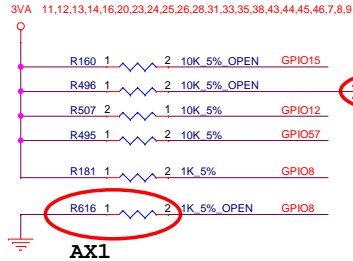 3VA 11,12,13,14,16,20,23,24,25,26,28,31,33,35,38,43,44,45,46,7,8,9
R160 1 2 10K_5%_OPEN GPIO15
R496 1 2 10K_5%_OPEN
R507 2 1 10K_5% GPIO12
R495 1 2 10K_5% GPIO57
R181 1 2 1K_5% GPIO8
R616 1 2 1K_5%_OPEN GPIO8
AX1